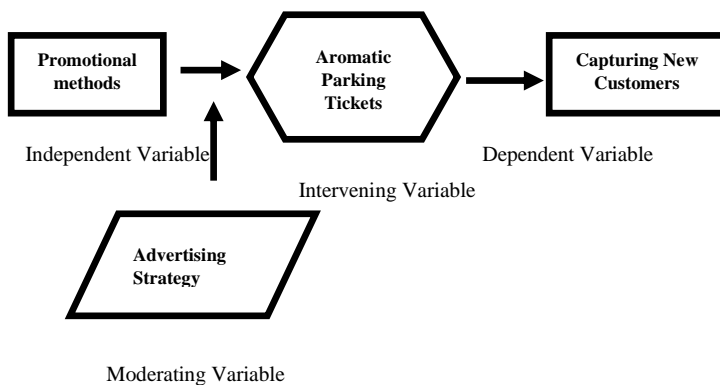 Promotional
methods
Aromatic
Parking
Tickets
Capturing New
Customers
Independent Variable
Dependent Variable
Intervening Variable
Advertising
Strategy
Moderating Variable